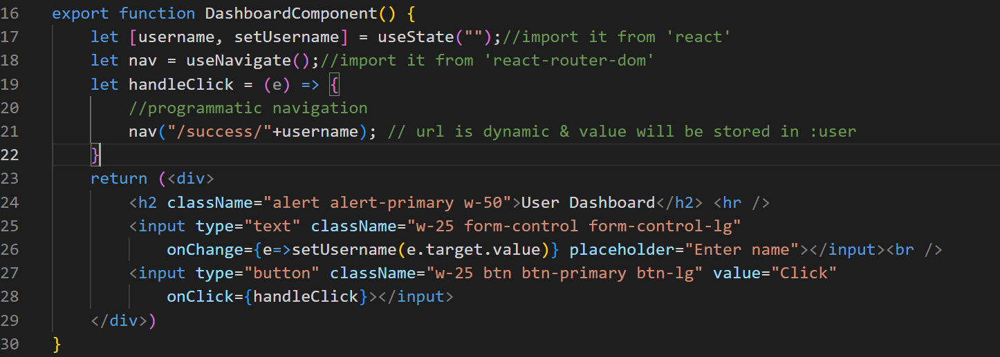 16 export function DashboardComponent() {
17     let [username, setUsername] = useState("");//import it from 'react'
18     let nav = useNavigate();//import it from 'react-router-dom'
19     let handleClick = (e) => {
20         //programmatic navigation
21         nav("/success/"+username); // url is dynamic & value will be stored in :user
22     }
23     return (<div>
24         <h2 className="alert alert-primary w-50">User Dashboard</h2> <hr />
25         <input type="text" className="w-25 form-control form-control-lg"
26             onChange={e=>setUsername(e.target.value)} placeholder="Enter name"></input><br />
27         <input type="button" className="w-25 btn btn-primary btn-lg" value="Click"
28             onClick={handleClick}></input>
29     </div>)
30 }